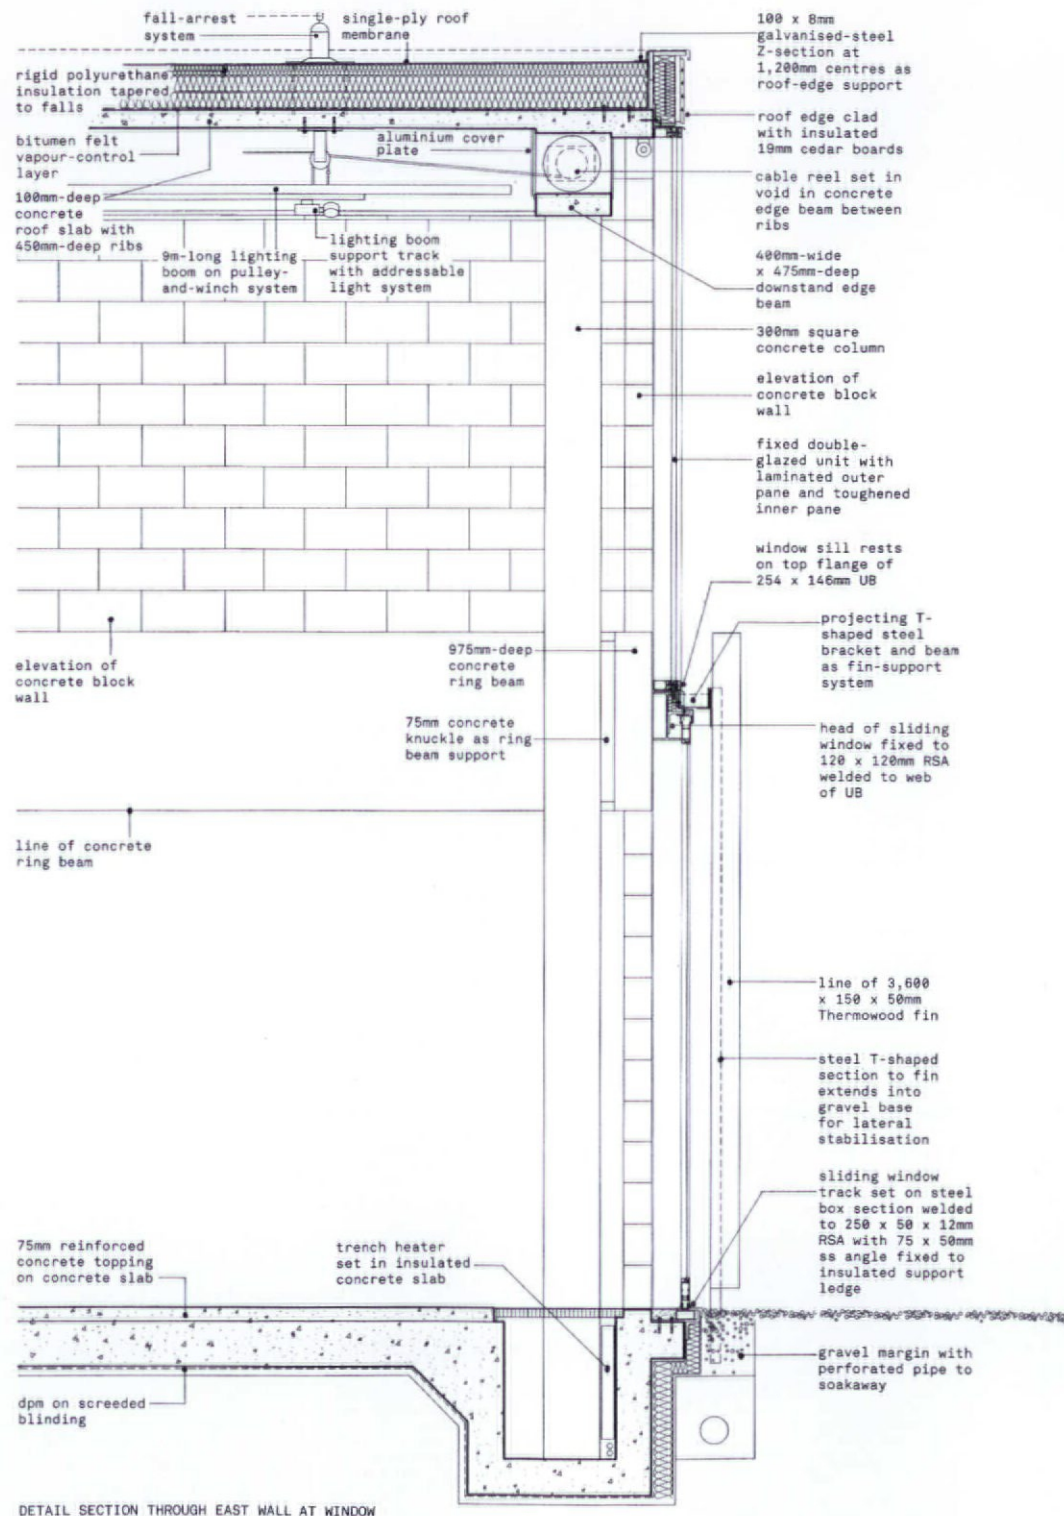 fall-arrest
system
single-ply roof
membrane
100 x 8mm
galvanised-steel
Z-section at
1,200mm centres as
roof-edge support
rigid polyurethane
insulation tapered
to falls
roof edge clad
with insulated
19mm cedar boards
bitumen felt
vapour-control
layer
aluminium cover
plate
cable reel set in
void in concrete
edge beam between
ribs
100mm-deep
concrete
roof slab with
450mm-deep ribs
9m-long lighting
boom on pulley-
and-winch system
lighting boom
support track
with addressable
light system
400mm-wide
x 475mm-deep
downstand edge
beam
300mm square
concrete column
elevation of
concrete block
wall
fixed double-
glazed unit with
laminated outer
pane and toughened
inner pane
window sill rests
on top flange of
254 x 146mm UB
projecting T-
shaped steel
bracket and beam
as fin-support
system
elevation of
concrete block
wall
975mm-deep
concrete
ring beam
75mm concrete
knuckle as ring
beam support
head of sliding
window fixed to
120 x 120mm RSA
welded to web
of UB
line of concrete
ring beam
line of 3,600
x 150 x 50mm
Thermowood fin
steel T-shaped
section to fin
extends into
gravel base
for lateral
stabilisation
sliding window
track set on steel
box section welded
to 250 x 50 x 12mm
RSA with 75 x 50mm
ss angle fixed to
insulated support
ledge
75mm reinforced
concrete topping
on concrete slab
trench heater
set in insulated
concrete slab
gravel margin with
perforated pipe to
soakaway
dpm on screeded
blinding
DETAIL SECTION THROUGH EAST WALL AT WINDOW